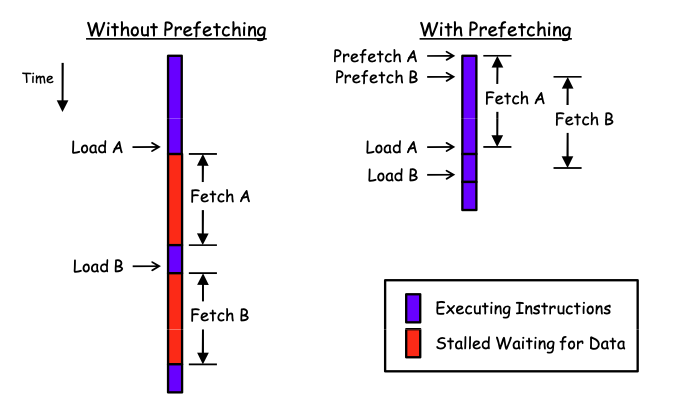 Without Prefetching
Time
Load A
Fetch A
Load B
Fetch B
With Prefetching
Prefetch A
Prefetch B
Fetch A
Fetch B
Load A
Load B
Executing Instructions
Stalled Waiting for Data